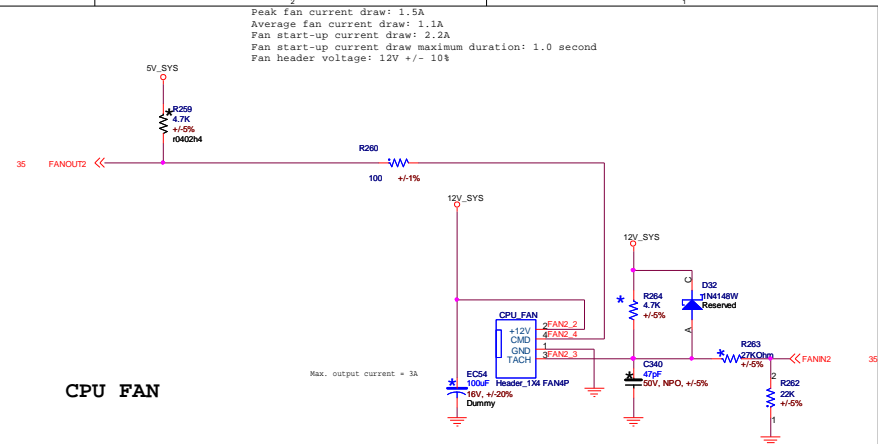 2
1
Peak fan current draw: 1.5A
Average fan current draw: 1.1A
Fan start-up current draw: 2.2A
Fan start-up current draw maximum duration: 1.0 second
Fan header voltage: 12V +/- 10%
5V_SYS
* R259
4.7K
+/-5%
r0402h4
R260
35 FANOUT2
100 +/-1%
12V_SYS
12V_SYS
C
D32
1N4148W
Reserved
A
* R264
4.7K
+/-5%
CPU_FAN
+12V 2 FAN2_2
CMD 4 FAN2_4
GND 1
TACH 3 FAN2_3
Header_1X4 FAN4P
R263
* 27KOhm
+/-5%
FANIN2 35
* C340
47pF
50V, NPO, +/-5%
Max. output current = 3A
* EC54
100uF
16V, +/-20%
Dummy
2
R262
* 22K
+/-5%
1
CPU FAN